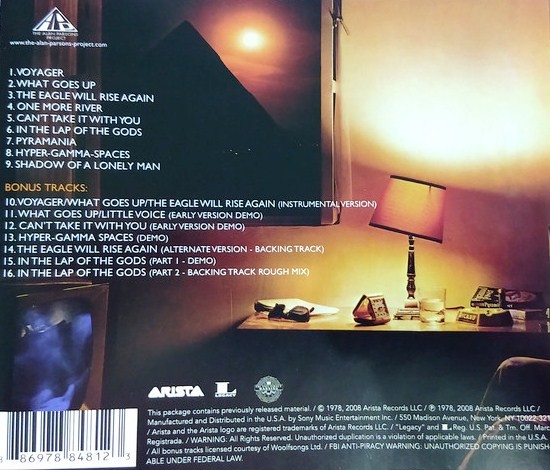 THE ALAN PARSONS
PROJECT
www.the-alan-parsons-project.com
1. VOYAGER
2. WHAT GOES UP
3. THE EAGLE WILL RISE AGAIN
4. ONE MORE RIVER
5. CAN'T TAKE IT WITH YOU
6. IN THE LAP OF THE GODS
7. PYRAMANIA
8. HYPER-GAMMA-SPACES
9. SHADOW OF A LONELY MAN
BONUS TRACKS:
10. VOYAGER/WHAT GOES UP/THE EAGLE WILL RISE AGAIN (INSTRUMENTAL VERSION)
11. WHAT GOES UP/LITTLE VOICE (EARLY VERSION DEMO)
12. CAN'T TAKE IT WITH YOU (EARLY VERSION DEMO)
13. HYPER-GAMMA SPACES (DEMO)
14. THE EAGLE WILL RISE AGAIN (ALTERNATE VERSION - BACKING TRACK)
15. IN THE LAP OF THE GODS (PART 1 - DEMO)
16. IN THE LAP OF THE GODS (PART 2 - BACKING TRACK ROUGH MIX)
ARISTA LEGACY
This package contains previously released material. / © 1978, 2008 Arista Records LLC / ℗ 1978, 2008 Arista Records LLC /
Manufactured and Distributed in the U.S.A. by Sony Music Entertainment Inc. / 550 Madison Avenue, New York, NY 10022-321
/ Arista and the Arista logo are registered trademarks of Arista Records LLC. / "Legacy" and L Reg. U.S. Pat. & Tm. Off. Marc
Registrada. / WARNING: All Rights Reserved. Unauthorized duplication is a violation of applicable laws. / Printed in the U.S.A.
/ All bonus tracks licensed courtesy of Woolfsongs Ltd. / FBI ANTI-PIRACY WARNING: UNAUTHORIZED COPYING IS PUNISH
ABLE UNDER FEDERAL LAW.
8 86978 84812 3